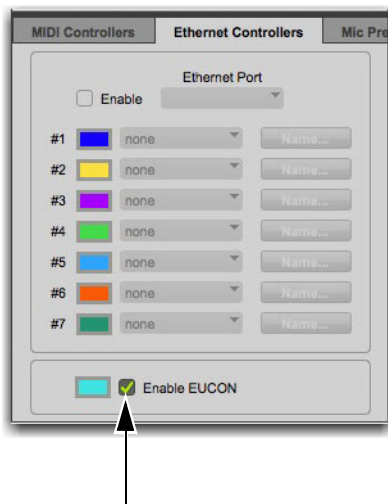 MIDI Controllers Ethernet Controllers Mic Pre
Ethernet Port
Enable
#1 none Name...
#2 none Name...
#3 none Name...
#4 none Name...
#5 none Name...
#6 none Name...
#7 none Name...
Enable EUCON